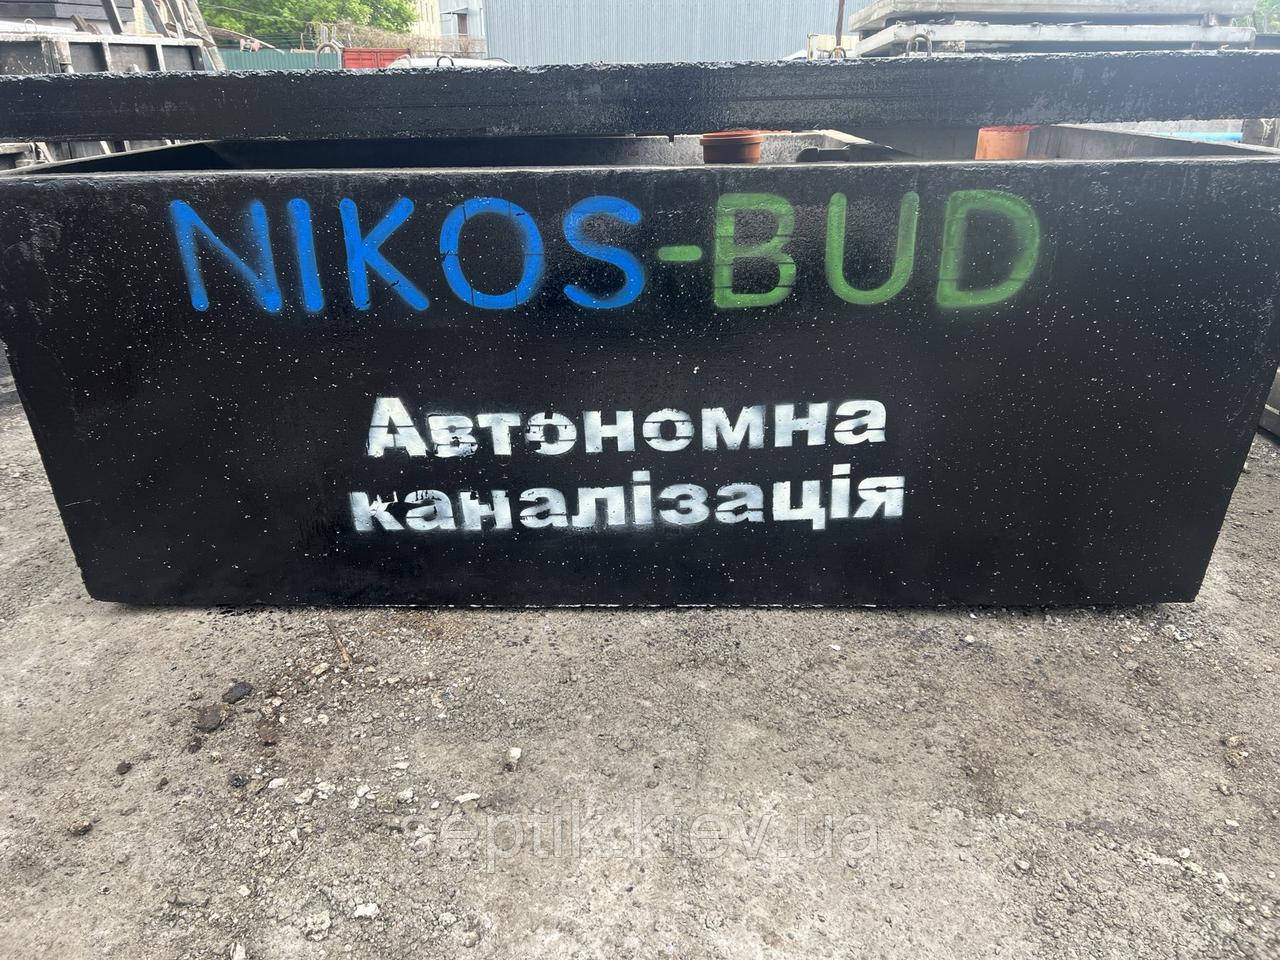 NIKOS-BUD
Автономна
каналізація
septik.kiev.ua